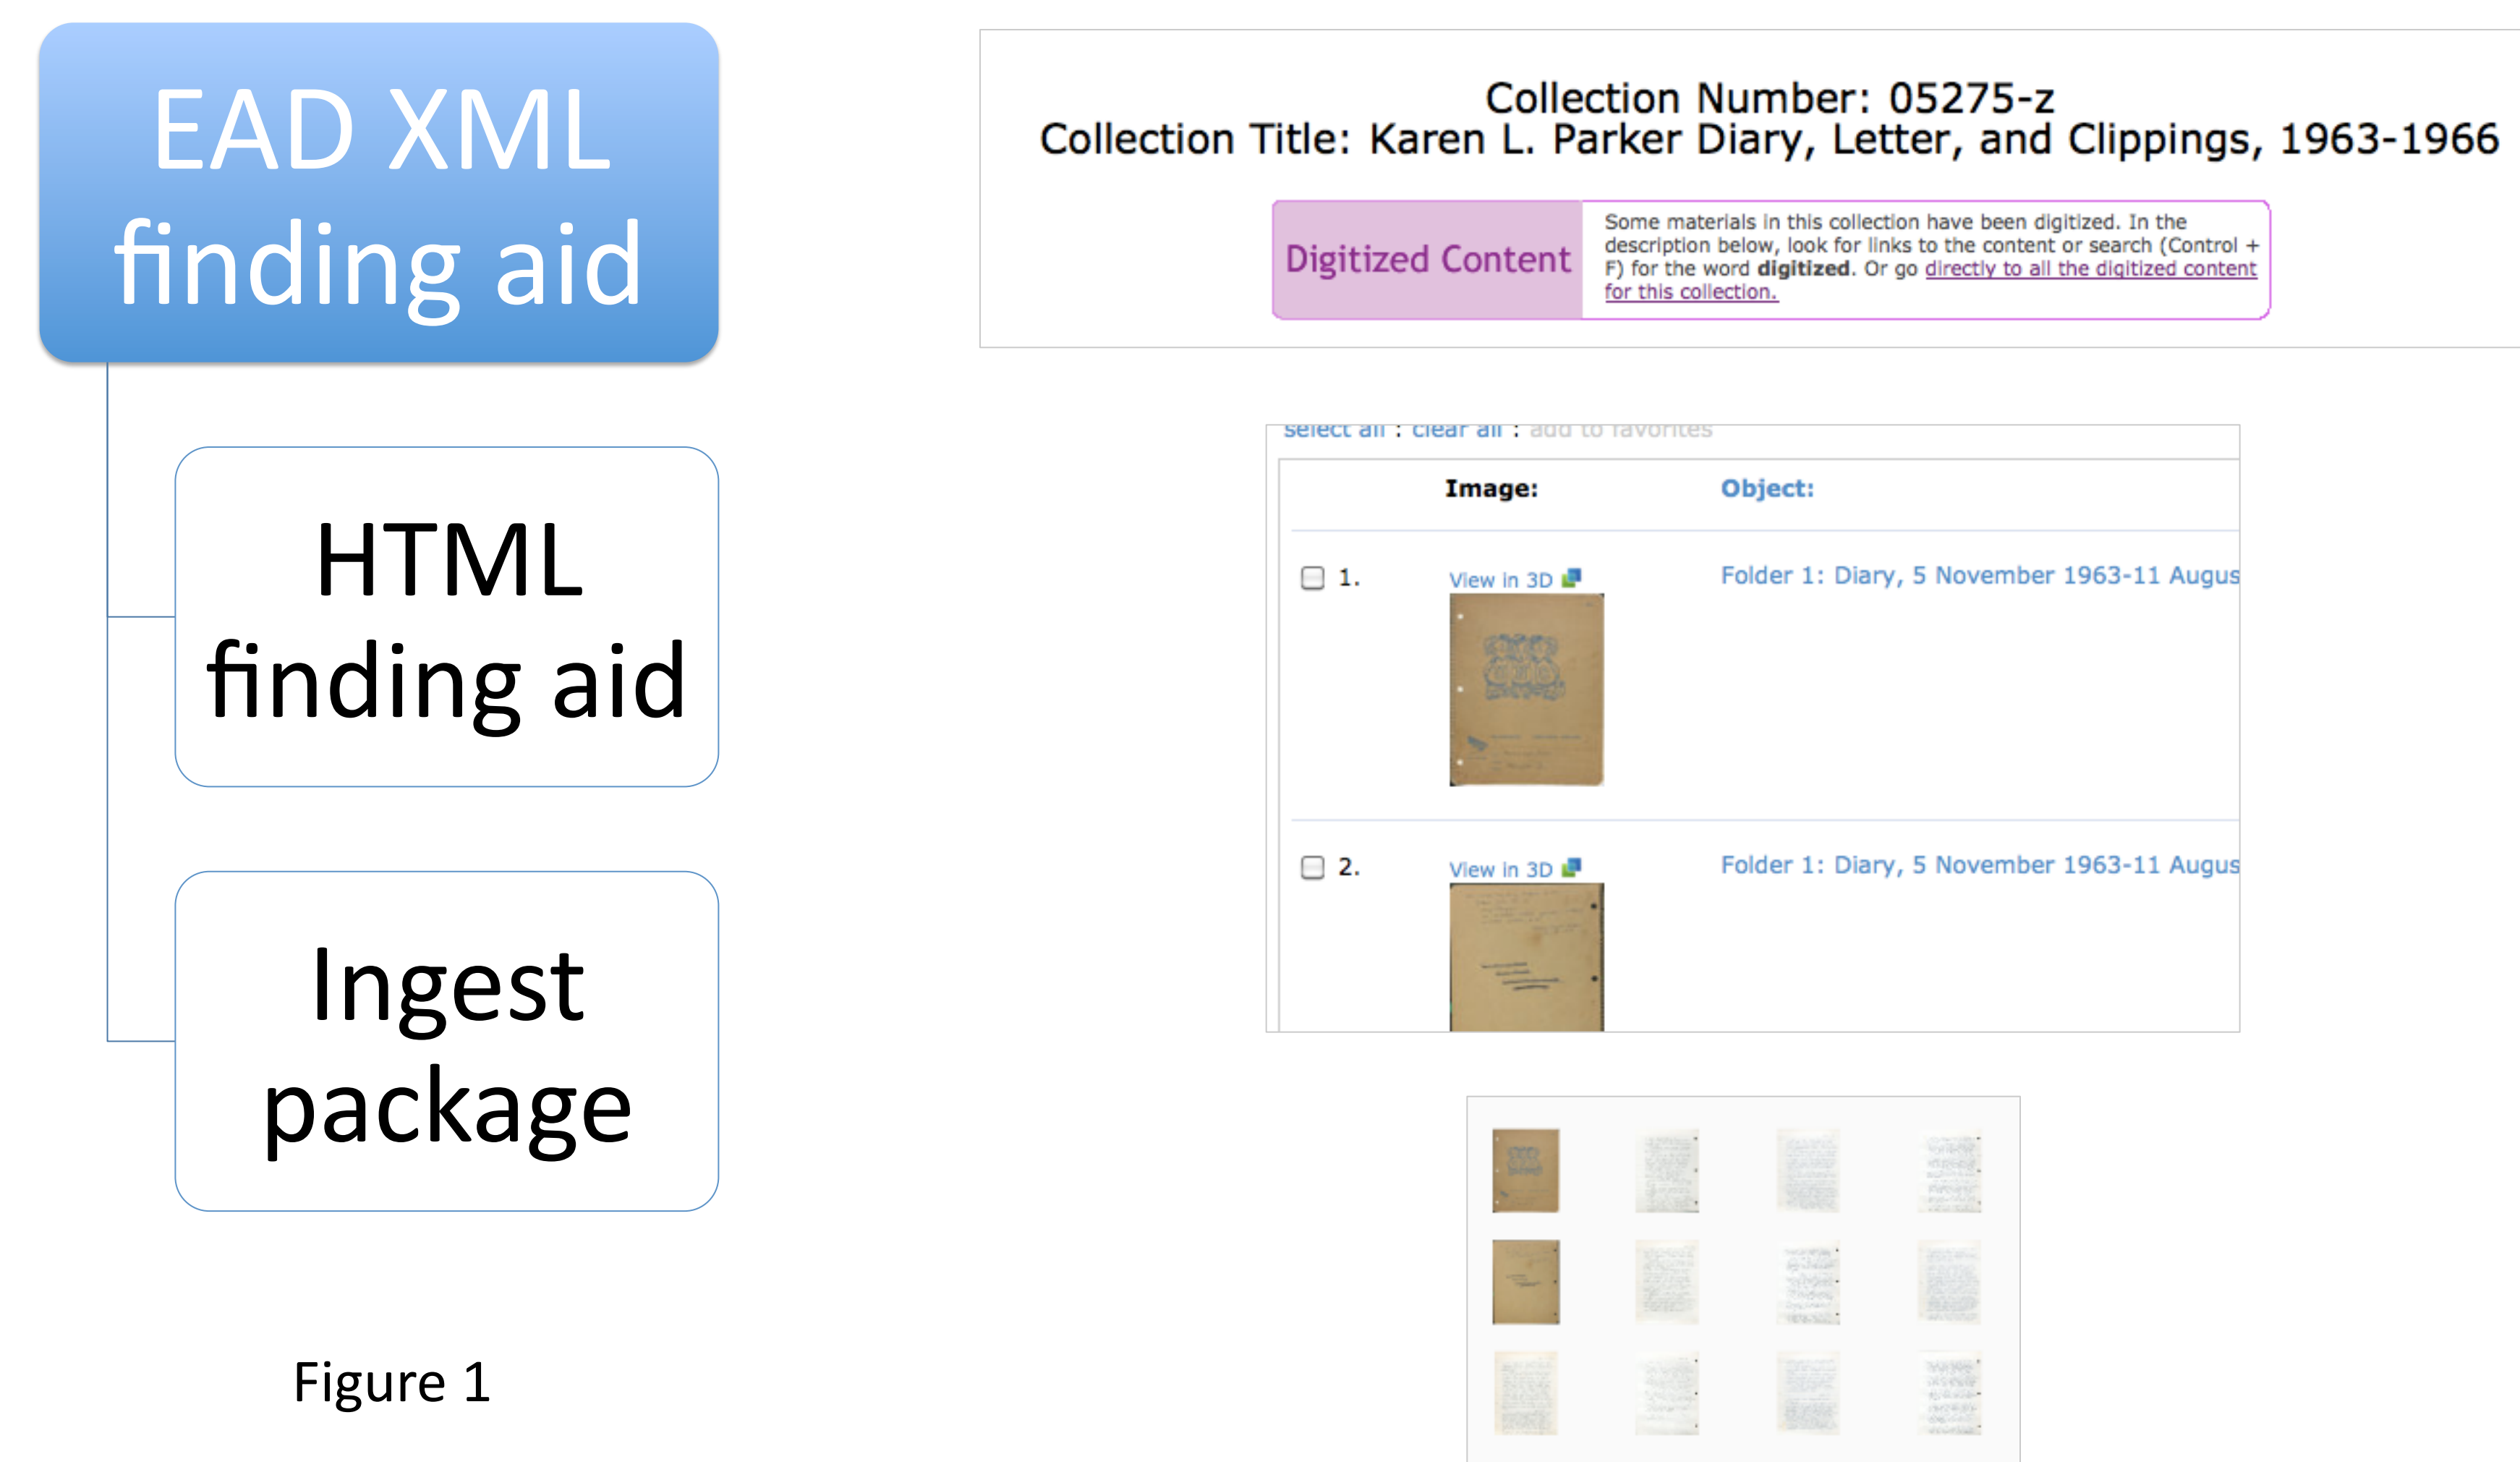 EAD XML
finding aid
HTML
finding aid
Ingest
package
Figure 1
Collection Number: 05275-z
Collection Title: Karen L. Parker Diary, Letter, and Clippings, 1963-1966
Digitized Content
Some materials in this collection have been digitized. In the
description below, look for links to the content or search (Control +
F) for the word digitized. Or go directly to all the digitized content
for this collection.
select all : clear all : add to favorites
Image: Object:
1. View in 3D Folder 1: Diary, 5 November 1963-11 Augus
2. View in 3D Folder 1: Diary, 5 November 1963-11 Augus